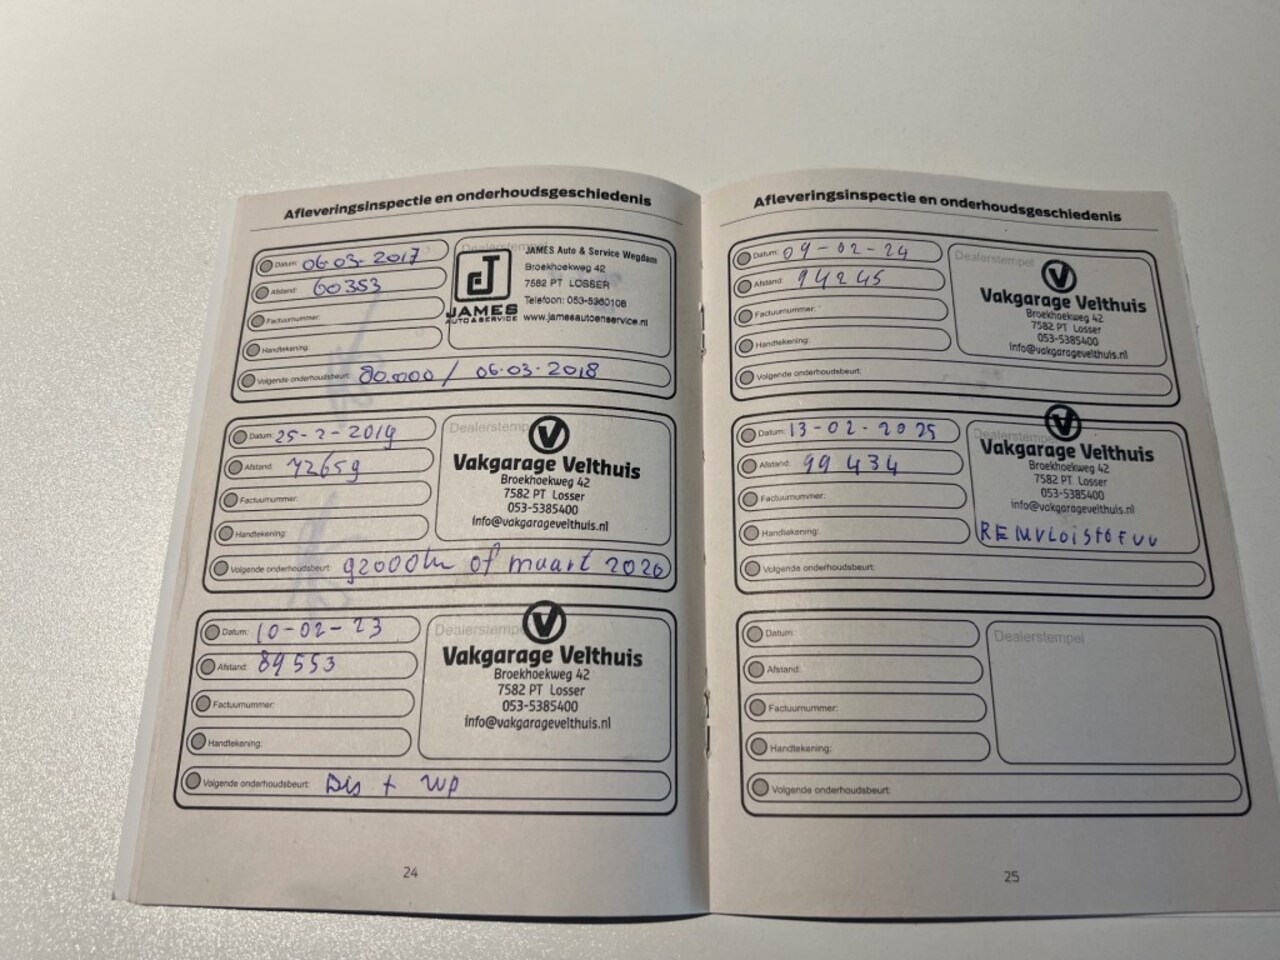 Afleveringsinspectie en onderhoudsgeschiedenis
Datum: 06-03-2017
Afstand: 60353
Factuurnummer:
Handtekening:
Volgende onderhoudsbeurt: 80.000 / 06-03-2018
Dealerstempel
JAMES
AUTO & SERVICE
JAMES Auto & Service Wegdam
Broekhoekweg 42
7582 PT LOSSER
Telefoon: 053-5360108
www.jamesautoenservice.nl
Datum: 25-2-2019
Afstand: 72659
Factuurnummer:
Handtekening:
Volgende onderhoudsbeurt: 92000km of maart 2020
Dealerstempel
Vakgarage Velthuis
Broekhoekweg 42
7582 PT Losser
053-5385400
info@vakgaragevelthuis.nl
Datum: 10-02-23
Afstand: 89553
Factuurnummer:
Handtekening:
Volgende onderhoudsbeurt: Dis + WP
Dealerstempel
Vakgarage Velthuis
Broekhoekweg 42
7582 PT Losser
053-5385400
info@vakgaragevelthuis.nl
24
Afleveringsinspectie en onderhoudsgeschiedenis
Datum: 09-02-24
Afstand: 94245
Factuurnummer:
Handtekening:
Volgende onderhoudsbeurt:
Dealerstempel
Vakgarage Velthuis
Broekhoekweg 42
7582 PT Losser
053-5385400
info@vakgaragevelthuis.nl
Datum: 13-02-2025
Afstand: 99434
Factuurnummer:
Handtekening:
Volgende onderhoudsbeurt:
Dealerstempel
Vakgarage Velthuis
Broekhoekweg 42
7582 PT Losser
053-5385400
info@vakgaragevelthuis.nl
REMVLOISTOFVV
Datum:
Afstand:
Factuurnummer:
Handtekening:
Volgende onderhoudsbeurt:
Dealerstempel
25